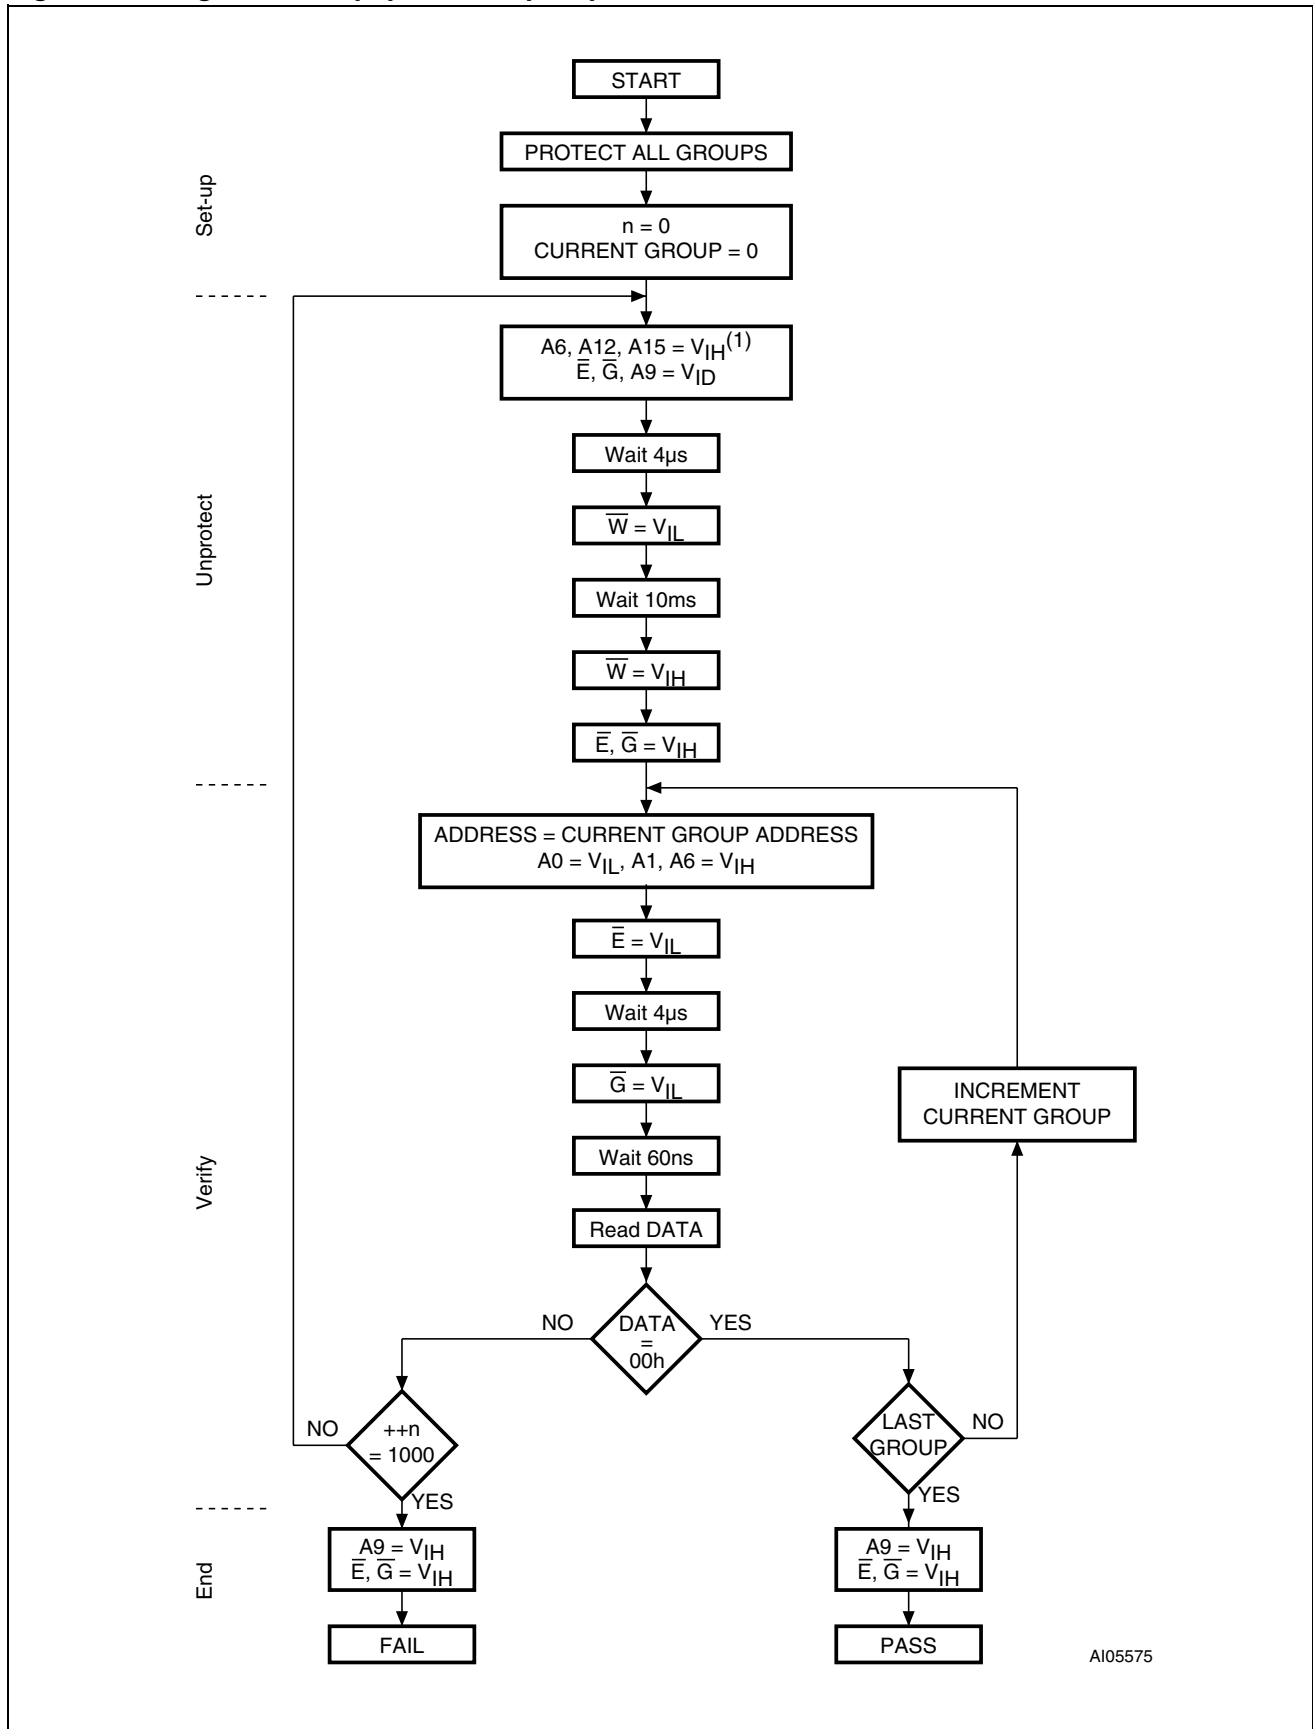 START
PROTECT ALL GROUPS
Set-up
n = 0
CURRENT GROUP = 0
A6, A12, A15 = VIH(1)
E̅, G̅, A9 = VID
Wait 4µs
Unprotect
W̅ = VIL
Wait 10ms
W̅ = VIH
E̅, G̅ = VIH
ADDRESS = CURRENT GROUP ADDRESS
A0 = VIL, A1, A6 = VIH
E̅ = VIL
Wait 4µs
G̅ = VIL
INCREMENT
CURRENT GROUP
Wait 60ns
Verify
Read DATA
NO
DATA
=
00h
YES
NO
++n
= 1000
LAST
GROUP
NO
YES
YES
End
A9 = VIH
E̅, G̅ = VIH
A9 = VIH
E̅, G̅ = VIH
FAIL
PASS
AI05575